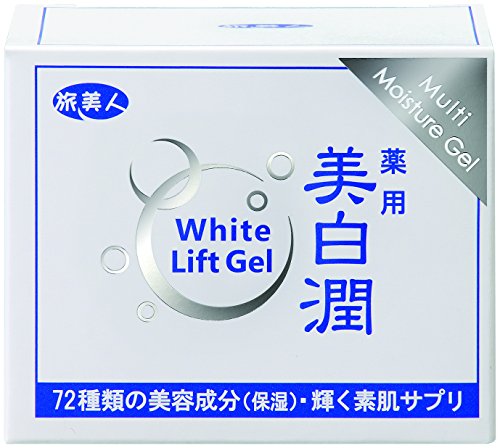 旅美人
Multi
Moisture Gel
薬用
美白潤
White
Lift Gel
72種類の美容成分(保湿)・輝く素肌サプリ